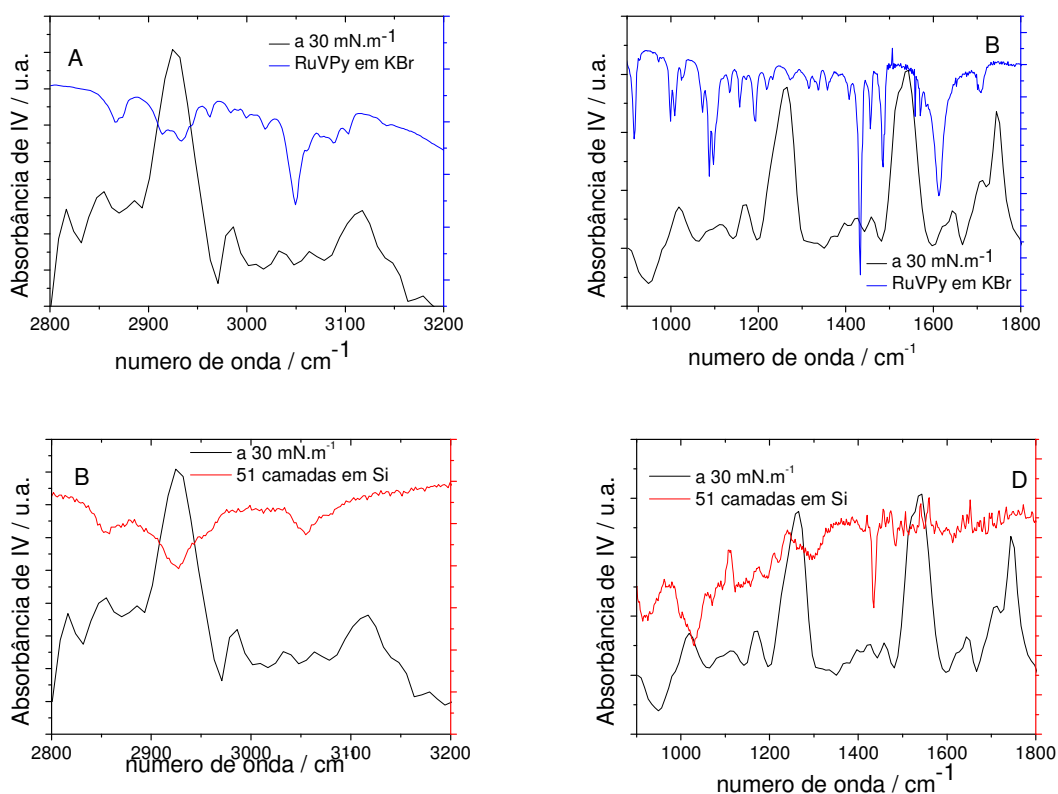 A
a 30 mN.m-1
RuVPy em KBr
Absorbância de IV / u.a.
2800 2900 3000 3100 3200
numero de onda / cm-1
B
Absorbância de IV / u.a.
a 30 mN.m-1
RuVPy em KBr
1000 1200 1400 1600 1800
numero de onda / cm-1
B
a 30 mN.m-1
51 camadas em Si
Absorbância de IV / u.a.
2800 2900 3000 3100 3200
numero de onda / cm-1
a 30 mN.m-1
51 camadas em Si
D
Absorbância de IV / u.a.
1000 1200 1400 1600 1800
numero de onda / cm-1